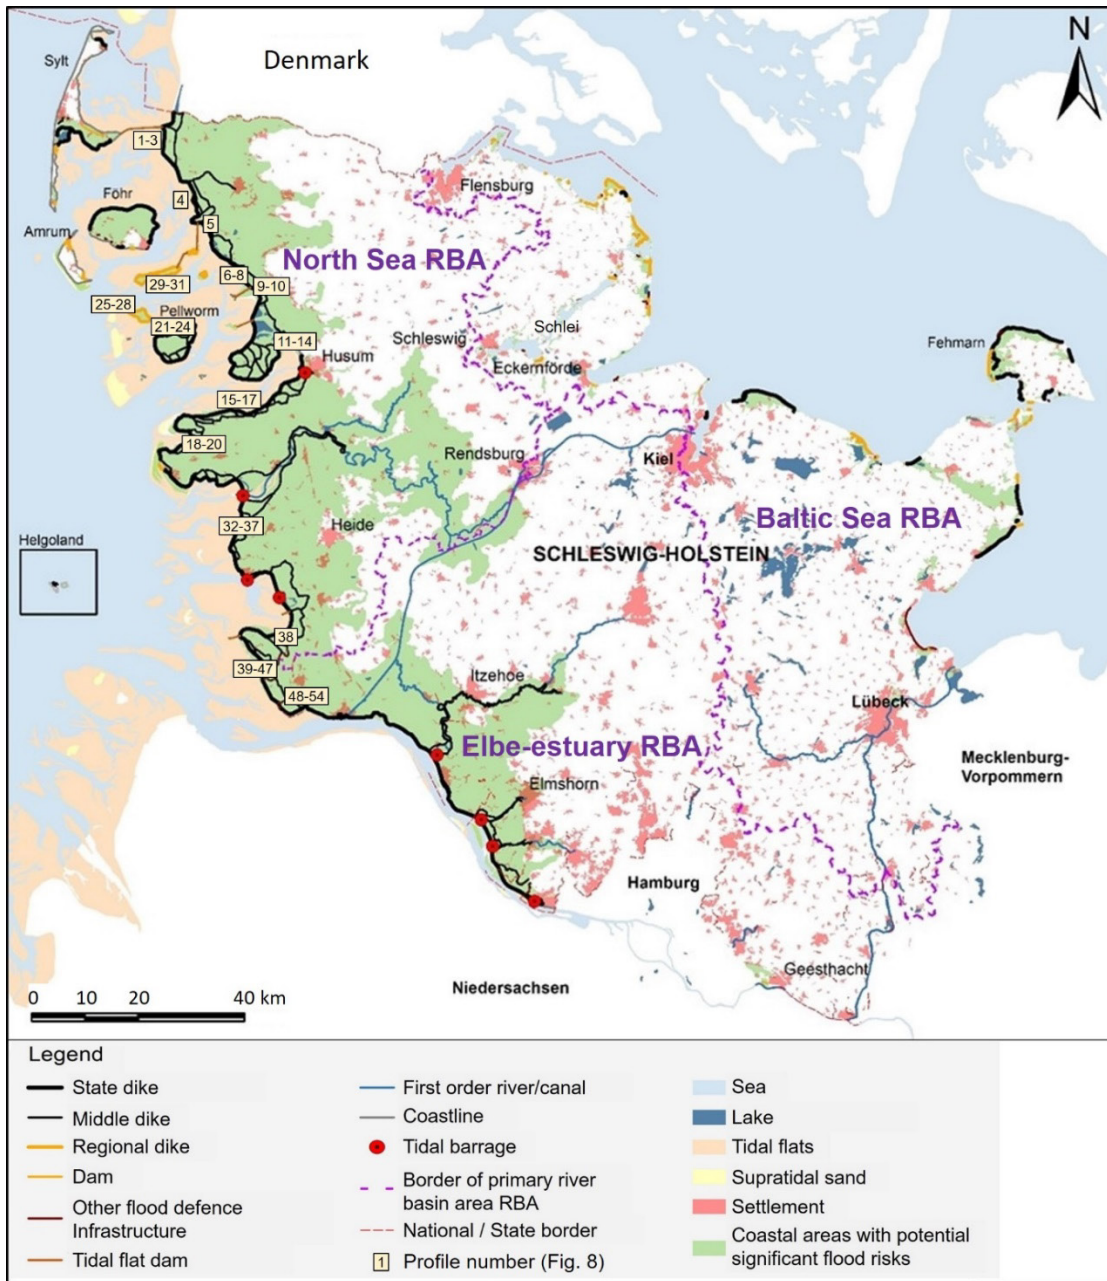 N
Denmark
Sylt
1-3
Flensburg
Föhr
4
5
Amrum
North Sea RBA
6-8
29-31
9-10
25-28
Pellworm
21-24
Schlei
Schleswig
11-14
Husum
Eckernförde
Fehmarn
15-17
18-20
Rendsburg
Kiel
32-37
Heide
Baltic Sea RBA
Helgoland
SCHLESWIG-HOLSTEIN
38
39-47
Itzehoe
48-54
Lübeck
Elbe-estuary RBA
Mecklenburg-
Vorpommern
Elmshorn
Hamburg
Geesthacht
Niedersachsen
0 10 20 40 km
Legend
State dike
Middle dike
Regional dike
Dam
Other flood defence
Infrastructure
Tidal flat dam
First order river/canal
Coastline
Tidal barrage
Border of primary river
basin area RBA
National / State border
1 Profile number (Fig. 8)
Sea
Lake
Tidal flats
Supratidal sand
Settlement
Coastal areas with potential
significant flood risks